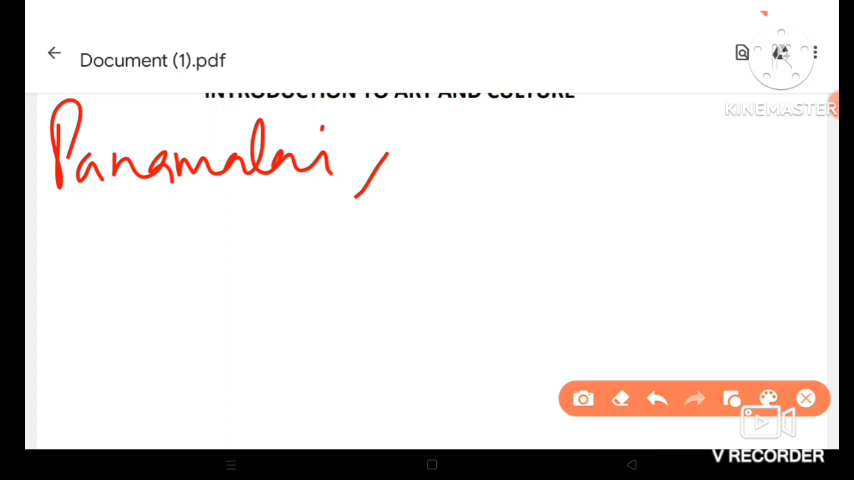 Document (1).pdf
KINEMASTER
INTRODUCTION TO ART AND CULTURE
Panamalai,
V RECORDER